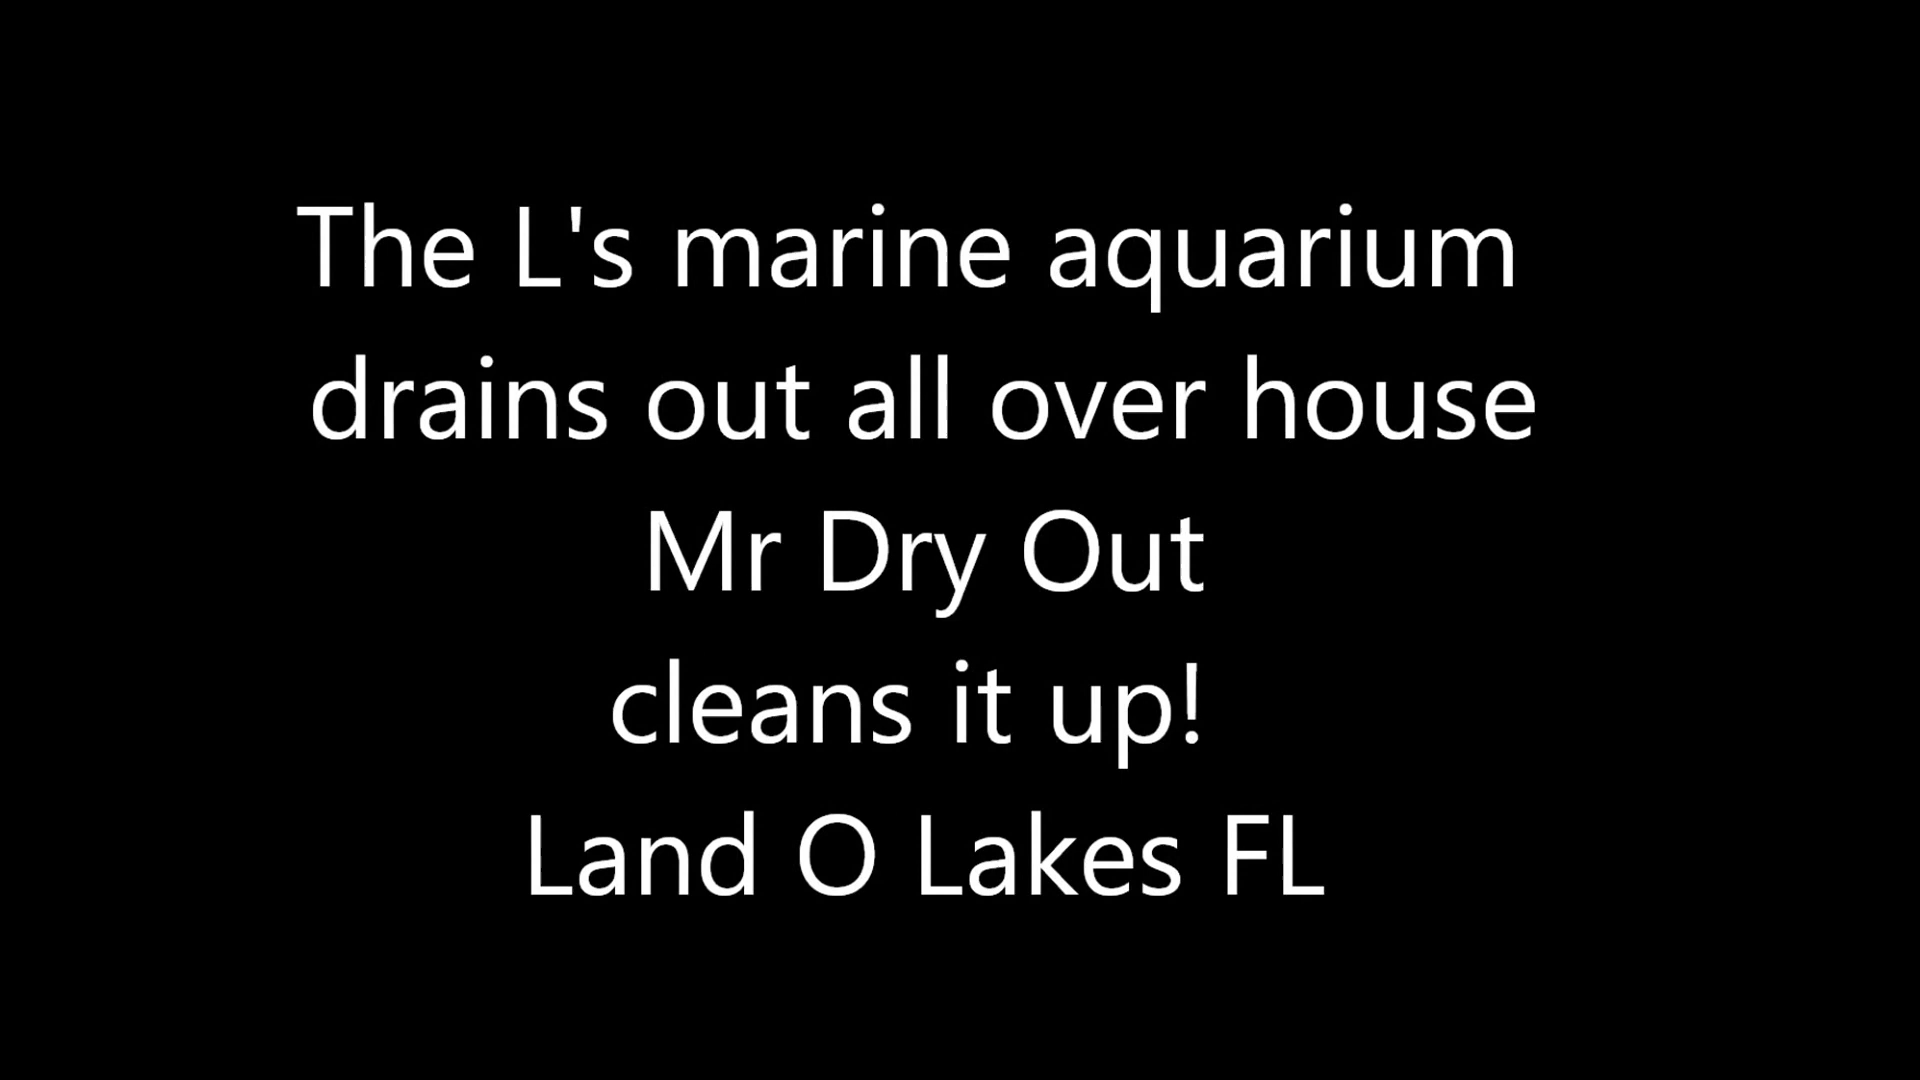 The L's marine aquarium
drains out all over house
Mr Dry Out
cleans it up!
Land O Lakes FL